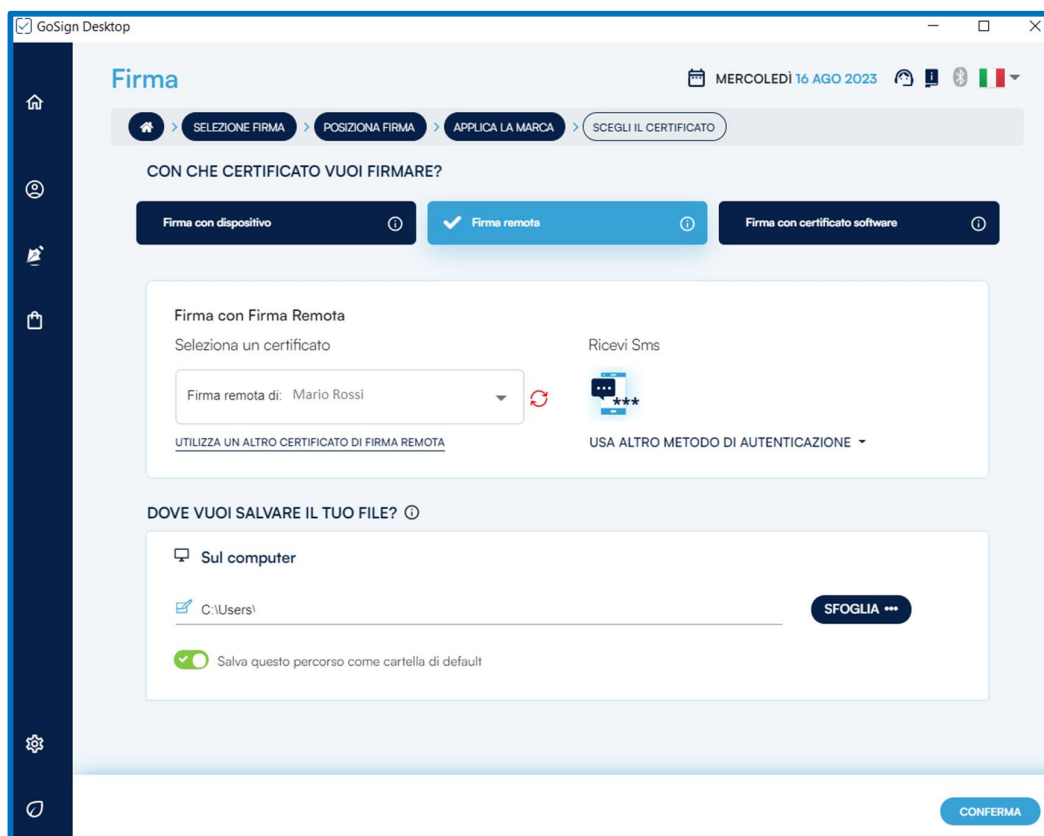 GoSign Desktop
Firma
MERCOLEDÌ 16 AGO 2023
SELEZIONE FIRMA > POSIZIONA FIRMA > APPLICA LA MARCA > SCEGLI IL CERTIFICATO
CON CHE CERTIFICATO VUOI FIRMARE?
Firma con dispositivo
Firma remota
Firma con certificato software
Firma con Firma Remota
Seleziona un certificato
Ricevi Sms
Firma remota di: Mario Rossi
***
UTILIZZA UN ALTRO CERTIFICATO DI FIRMA REMOTA
USA ALTRO METODO DI AUTENTICAZIONE
DOVE VUOI SALVARE IL TUO FILE?
Sul computer
C:\Users\
SFOGLIA •••
Salva questo percorso come cartella di default
CONFERMA